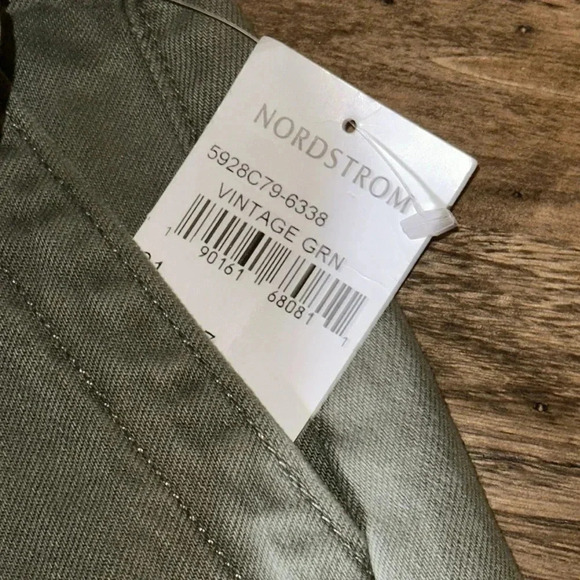 NORDSTROM
5928C79-6338
VINTAGE GRN
1 90161 68081 1